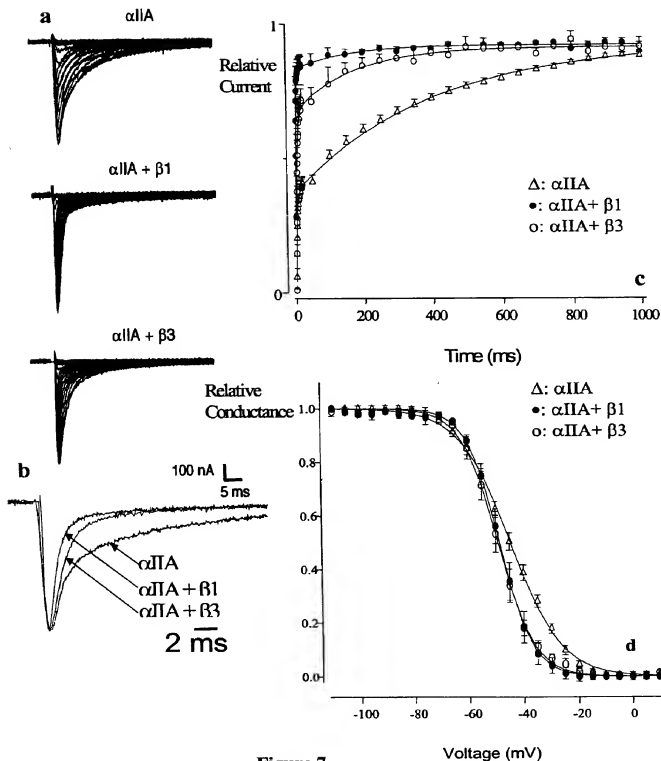 a
αIIA
αIIA + β1
αIIA + β3
100 nA
5 ms
b
αIIA
αIIA + β1
αIIA + β3
2 ms
1
Relative
Current
0
0 200 400 600 800 1000
Time (ms)
Δ: αIIA
●: αIIA+ β1
○: αIIA + β3
c
Relative
Conductance
1.0
0.8
0.6
0.4
0.2
0.0
-100 -80 -60 -40 -20 0
Voltage (mV)
Δ: αIIA
●: αIIA+ β1
○: αIIA + β3
d
Figure 7